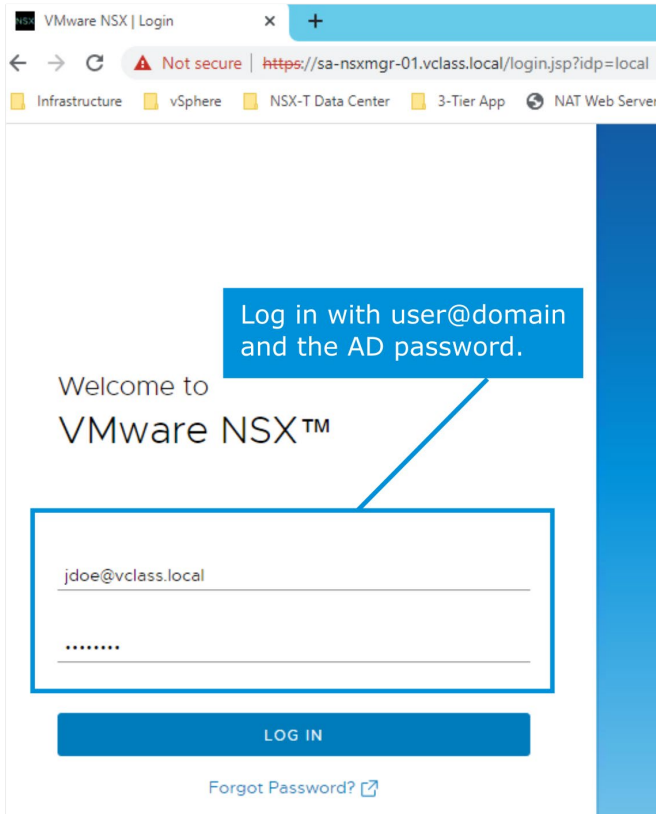 NSX VMware NSX | Login × +
Not secure | https://sa-nsxmgr-01.vclass.local/login.jsp?idp=local
Infrastructure vSphere NSX-T Data Center 3-Tier App NAT Web Server
Log in with user@domain
and the AD password.
Welcome to
VMware NSX™
jdoe@vclass.local
........
LOG IN
Forgot Password?